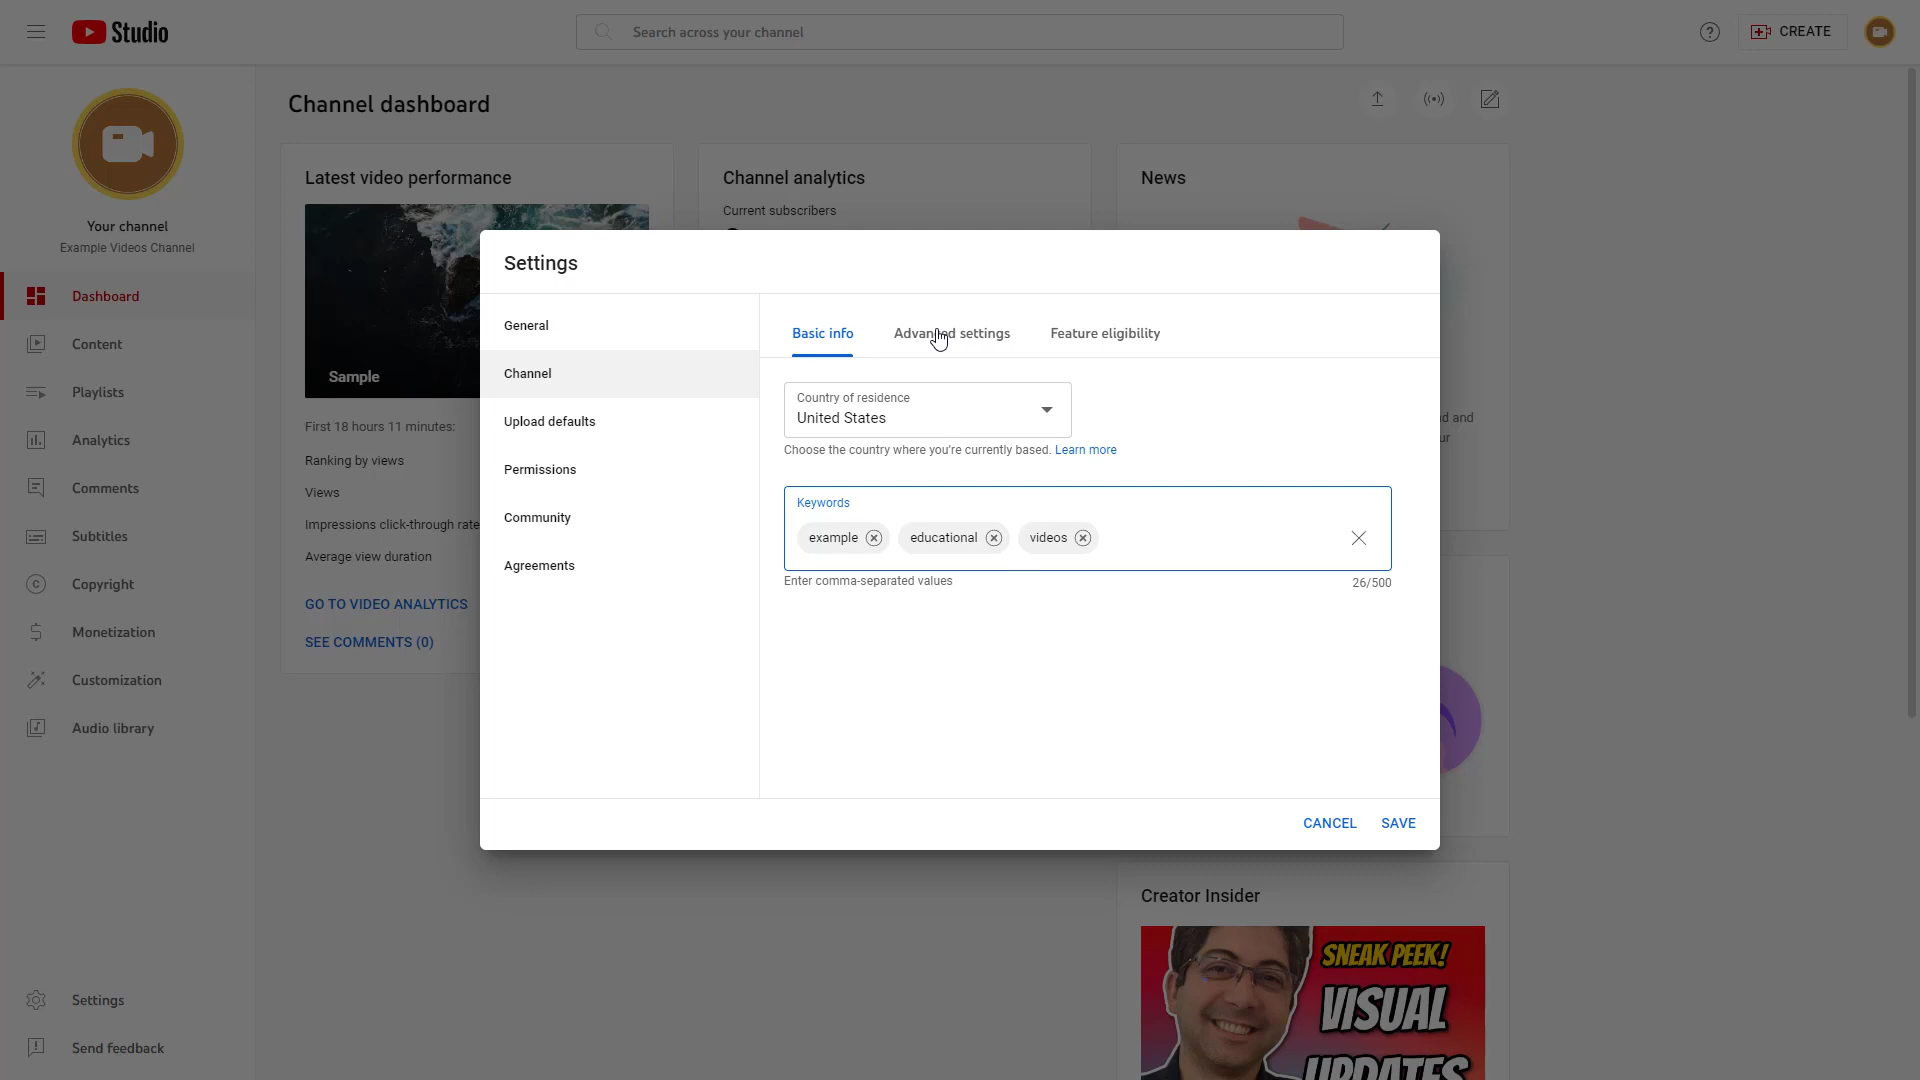 Studio
Search across your channel
CREATE
Your channel
Example Videos Channel
Dashboard
Content
Playlists
Analytics
Comments
Subtitles
Copyright
Monetization
Customization
Audio library
Settings
Send feedback
Channel dashboard
Latest video performance
Sample
First 18 hours 11 minutes:
Ranking by views
Views
Impressions click-through rate
Average view duration
GO TO VIDEO ANALYTICS
SEE COMMENTS (0)
Channel analytics
Current subscribers
News
Settings
General
Channel
Upload defaults
Permissions
Community
Agreements
Basic info
Advanced settings
Feature eligibility
Country of residence
United States
Choose the country where you're currently based. Learn more
Keywords
example
educational
videos
Enter comma-separated values
26/500
CANCEL
SAVE
Creator Insider
SNEAK PEEK!
VISUAL
UPDATES